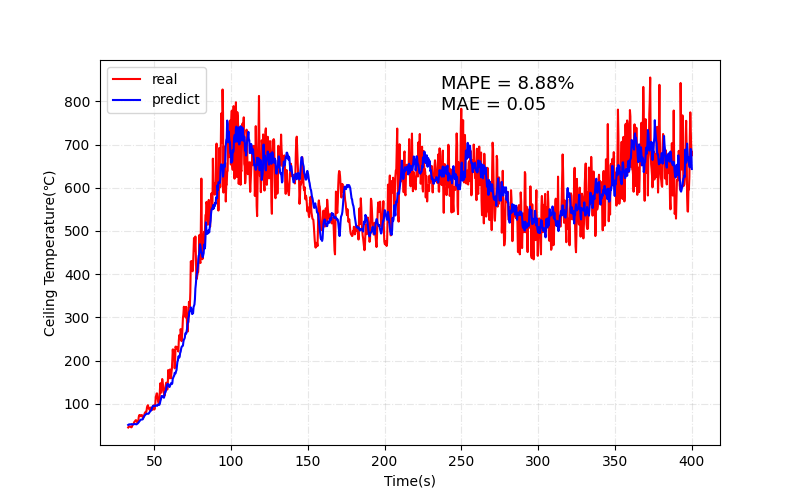 real
predict
MAPE = 8.88%
MAE = 0.05
800
700
600
500
400
300
200
100
Ceiling Temperature(℃)
50 100 150 200 250 300 350 400
Time(s)